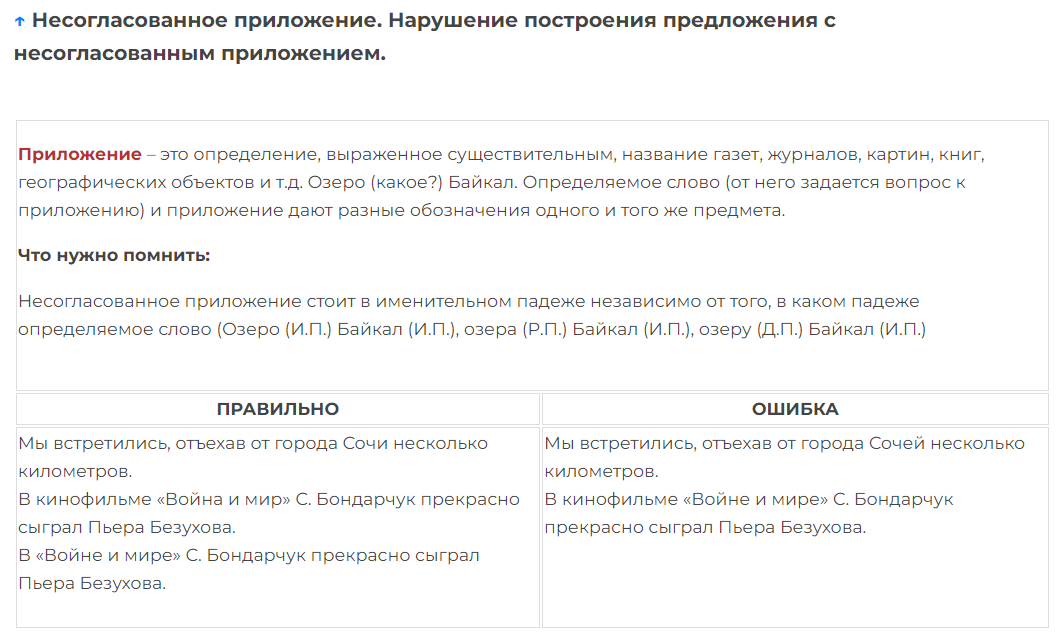 ↑ Несогласованное приложение. Нарушение построения предложения с
несогласованным приложением.
Приложение – это определение, выраженное существительным, название газет, журналов, картин, книг,
географических объектов и т.д. Озеро (какое?) Байкал. Определяемое слово (от него задается вопрос к
приложению) и приложение дают разные обозначения одного и того же предмета.
Что нужно помнить:
Несогласованное приложение стоит в именительном падеже независимо от того, в каком падеже
определяемое слово (Озеро (И.П.) Байкал (И.П.), озера (Р.П.) Байкал (И.П.), озеру (Д.П.) Байкал (И.П.)
ПРАВИЛЬНО
Мы встретились, отъехав от города Сочи несколько
километров.
В кинофильме «Война и мир» С. Бондарчук прекрасно
сыграл Пьера Безухова.
В «Войне и мире» С. Бондарчук прекрасно сыграл
Пьера Безухова.
ОШИБКА
Мы встретились, отъехав от города Сочей несколько
километров.
В кинофильме «Войне и мире» С. Бондарчук
прекрасно сыграл Пьера Безухова.